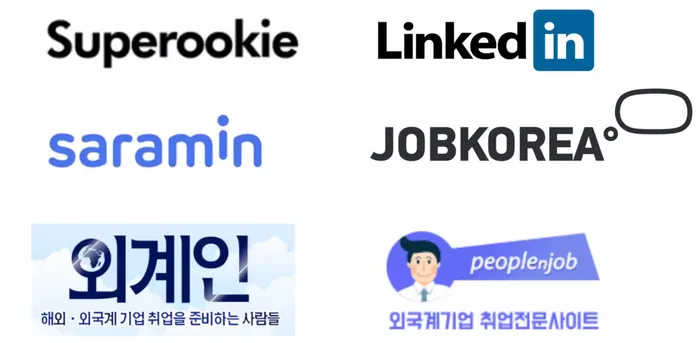 Superookie
Linked in
saramin
JOBKOREA
외계인
해외 · 외국계 기업 취업을 준비하는 사람들
peoplenjob
외국계기업 취업전문사이트